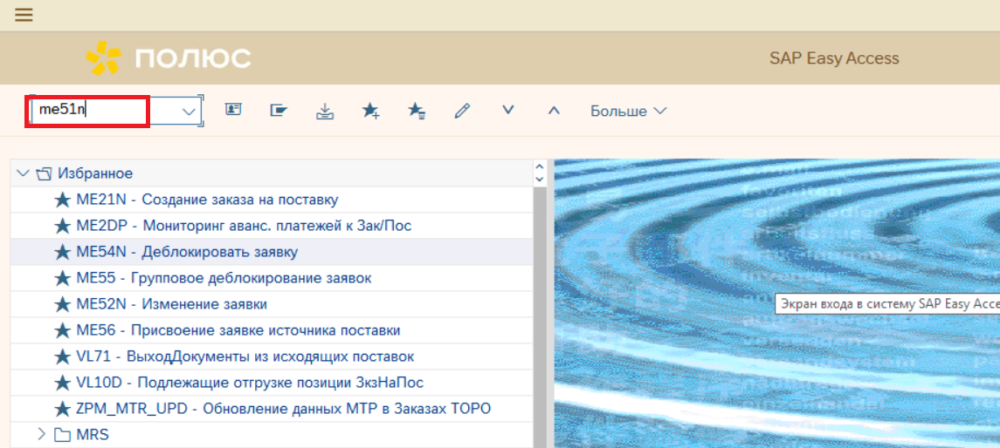 ПОЛЮС
SAP Easy Access
me51n
Больше
Избранное
ME21N - Создание заказа на поставку
ME2DP - Мониторинг аванс. платежей к Зак/Пос
ME54N - Деблокировать заявку
ME55 - Групповое деблокирование заявок
ME52N - Изменение заявки
ME56 - Присвоение заявке источника поставки
VL71 - ВыходДокументы из исходящих поставок
VL10D - Подлежащие отгрузке позиции ЗкзНаПос
ZPM_MTR_UPD - Обновление данных МТР в Заказах ТОРО
MRS
favoriten
Экран входа в систему SAP Easy Acce